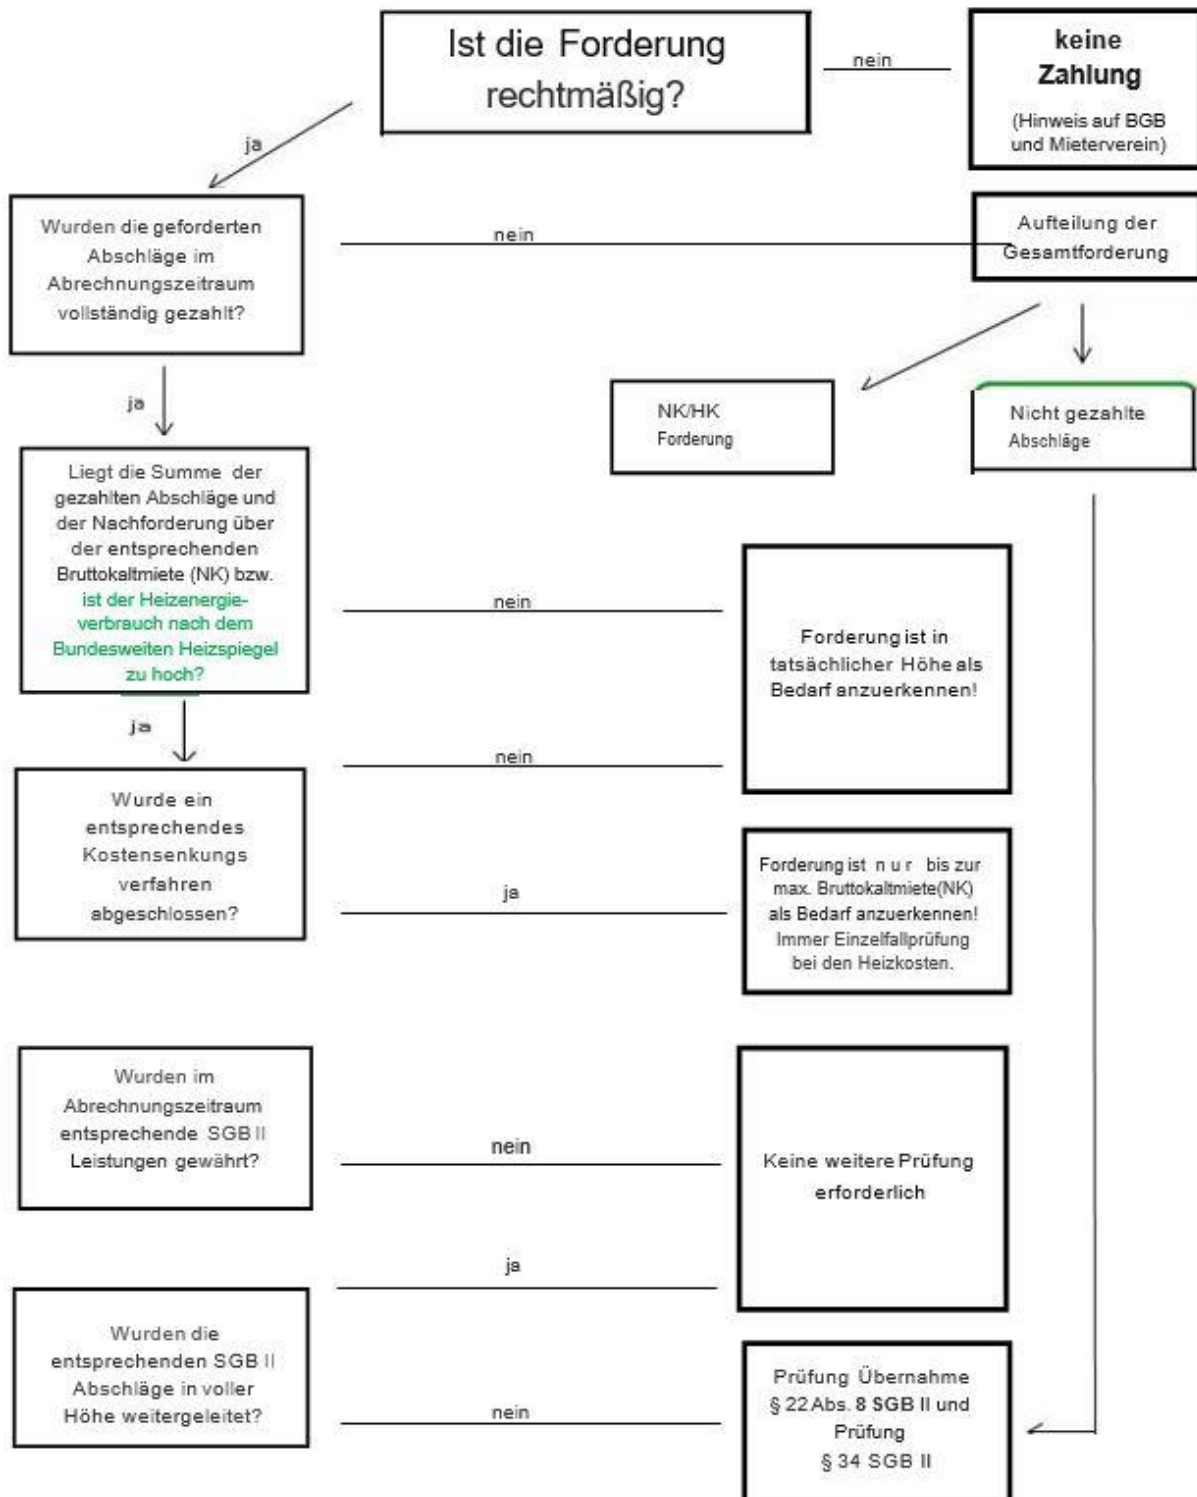 Ist die Forderung
rechtmäßig?
nein
keine
Zahlung
(Hinweis auf BGB
und Mieterverein)
ja
Wurden die geforderten
Abschläge im
Abrechnungszeitraum
vollständig gezahlt?
nein
Aufteilung der
Gesamtforderung
ja
NK/HK
Forderung
Nicht gezahlte
Abschläge
Liegt die Summe der
gezahlten Abschläge und
der Nachforderung über
der entsprechenden
Bruttokaltmiete (NK) bzw.
ist der Heizenergie-
verbrauch nach dem
Bundesweiten Heizspiegel
zu hoch?
nein
Forderung ist in
tatsächlicher Höhe als
Bedarf anzuerkennen!
ja
nein
Wurde ein
entsprechendes
Kostensenkungs
verfahren
abgeschlossen?
ja
Forderung ist n u r bis zur
max. Bruttokaltmiete(NK)
als Bedarf anzuerkennen!
Immer Einzelfallprüfung
bei den Heizkosten.
Wurden im
Abrechnungszeitraum
entsprechende SGB II
Leistungen gewährt?
nein
Keine weitere Prüfung
erforderlich
ja
Wurden die
entsprechenden SGB II
Abschläge in voller
Höhe weitergeleitet?
nein
Prüfung Übernahme
§ 22 Abs. 8 SGB II und
Prüfung
§ 34 SGB II